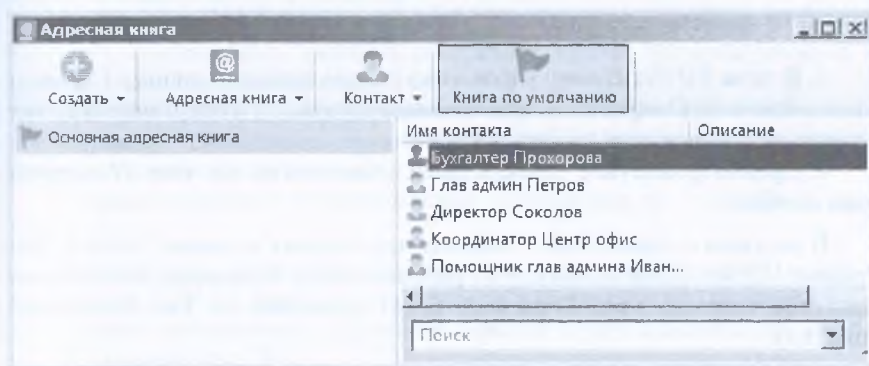 Адресная книга
Создать Адресная книга Контакт Книга по умолчанию
Основная адресная книга
Имя контакта Описание
Бухгалтер Прохорова
Глав админ Петров
Директор Соколов
Координатор Центр офис
Помощник глав админа Иван...
Поиск